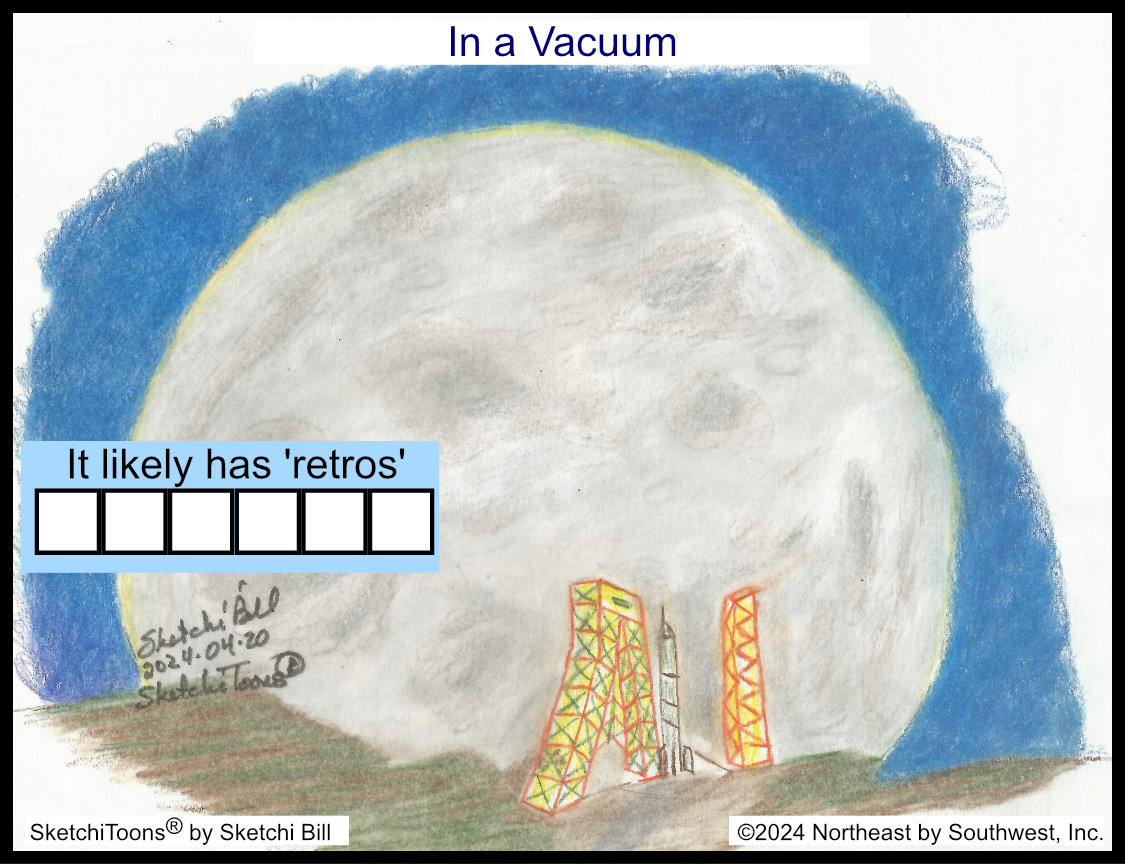 In a Vacuum
It likely has 'retros'
Sketchi Bill
2024.04.20
SketchiToons®
SketchiToons® by Sketchi Bill
©2024 Northeast by Southwest, Inc.